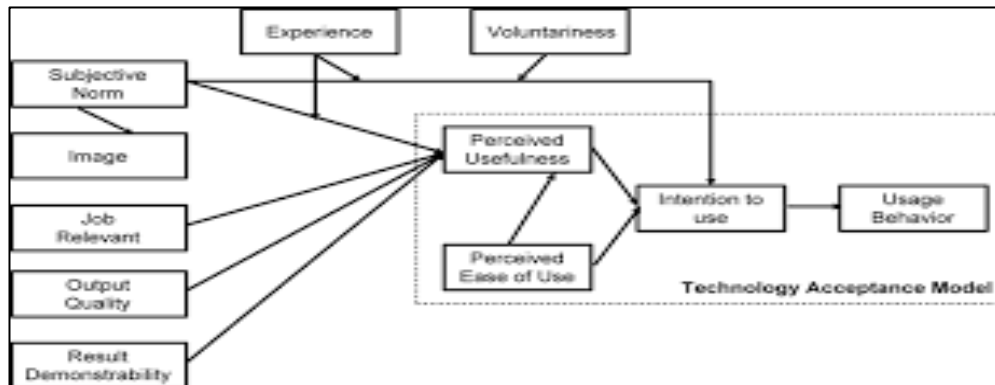 Experience
Voluntariness
Subjective
Norm
Image
Perceived
Usefulness
Job
Relevant
Intention to
use
Usage
Behavior
Perceived
Ease of Use
Output
Quality
Technology Acceptance Model
Result
Demonstrability